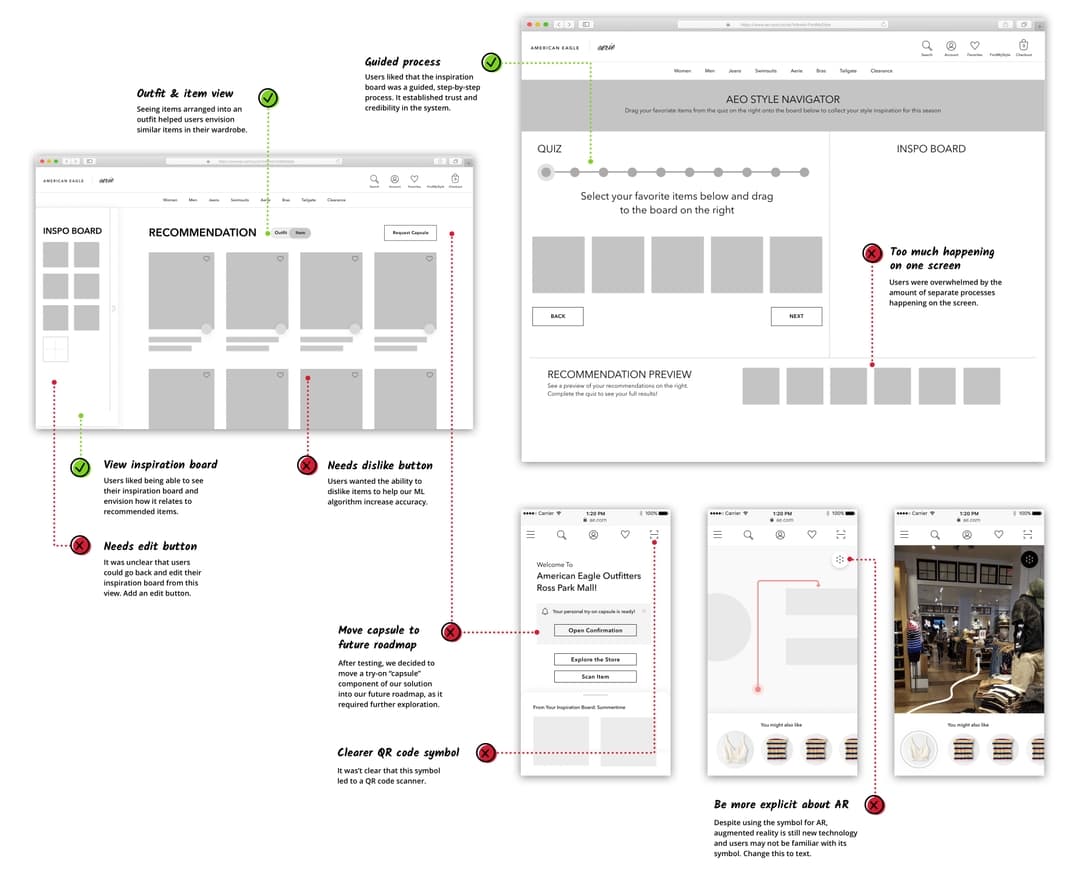 Outfit & item view
Seeing items arranged into an
outfit helped users envision
similar items in their wardrobe.
Guided process
Users liked that the inspiration
board was a guided, step-by-step
process. It established trust and
credibility in the system.
AMERICAN EAGLE
aerie
Search
Account
Favorites
FindMyStyle
Checkout
Women
Men
Jeans
Swimsuits
Aerie
Bras
Tailgate
Clearance
INSPO BOARD
RECOMMENDATION
Outfit
Item
Request Capsule
AMERICAN EAGLE
aerie
Search
Account
Favorites
FindMyStyle
Checkout
Women
Men
Jeans
Swimsuits
Aerie
Bras
Tailgate
Clearance
AEO STYLE NAVIGATOR
Drag your favoriate items from the quiz on the right onto the board below to collect your style inspiration for this season
QUIZ
INSPO BOARD
Select your favorite items below and drag
to the board on the right
BACK
NEXT
RECOMMENDATION PREVIEW
See a preview of your recommendations on the right.
Complete the quiz to see your full results!
Too much happening
on one screen
Users were overwhelmed by the
amount of separate processes
happening on the screen.
View inspiration board
Users liked being able to see
their inspiration board and
envision how it relates to
recommended items.
Needs dislike button
Users wanted the ability to
dislike items to help our ML
algorithm increase accuracy.
Needs edit button
It was unclear that users
could go back and edit their
inspiration board from this
view. Add an edit button.
Move capsule to
future roadmap
After testing, we decided to
move a try-on “capsule”
component of our solution
into our future roadmap, as it
required further exploration.
Clearer QR code symbol
It was't clear that this symbol
led to a QR code scanner.
Carrier
1:20 PM
100%
ae.com
Welcome To
American Eagle Outfitters
Ross Park Mall!
Your personal try-on capsule is ready!
Open Confirmation
Explore the Store
Scan Item
From Your Inspiration Board: Summertime
Carrier
1:20 PM
100%
ae.com
You might also like
Carrier
1:20 PM
100%
ae.com
You might also like
Be more explicit about AR
Despite using the symbol for AR,
augmented reality is still new technology
and users may not be familiar with its
symbol. Change this to text.